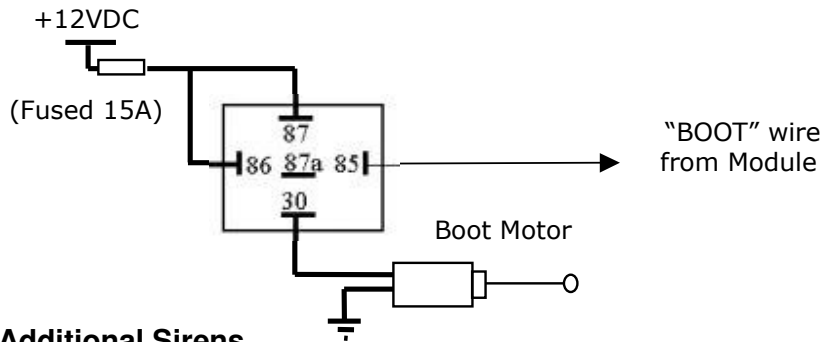 +12VDC
(Fused 15A)
87
86 87a 85
30
"BOOT" wire
from Module
Boot Motor
Additional Sirens